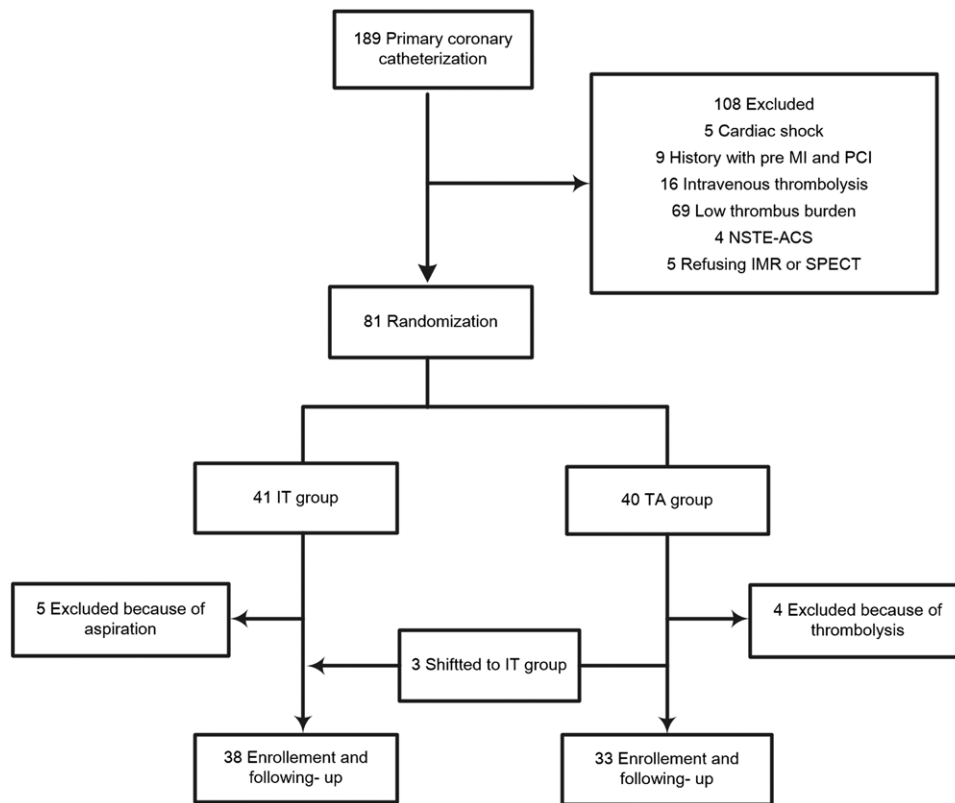 189 Primary coronary
catheterization
108 Excluded
5 Cardiac shock
9 History with pre MI and PCI
16 Intravenous thrombolysis
69 Low thrombus burden
4 NSTE-ACS
5 Refusing IMR or SPECT
81 Randomization
41 IT group
40 TA group
5 Excluded because of
aspiration
4 Excluded because of
thrombolysis
3 Shiftted to IT group
38 Enrollement and
following- up
33 Enrollement and
following- up